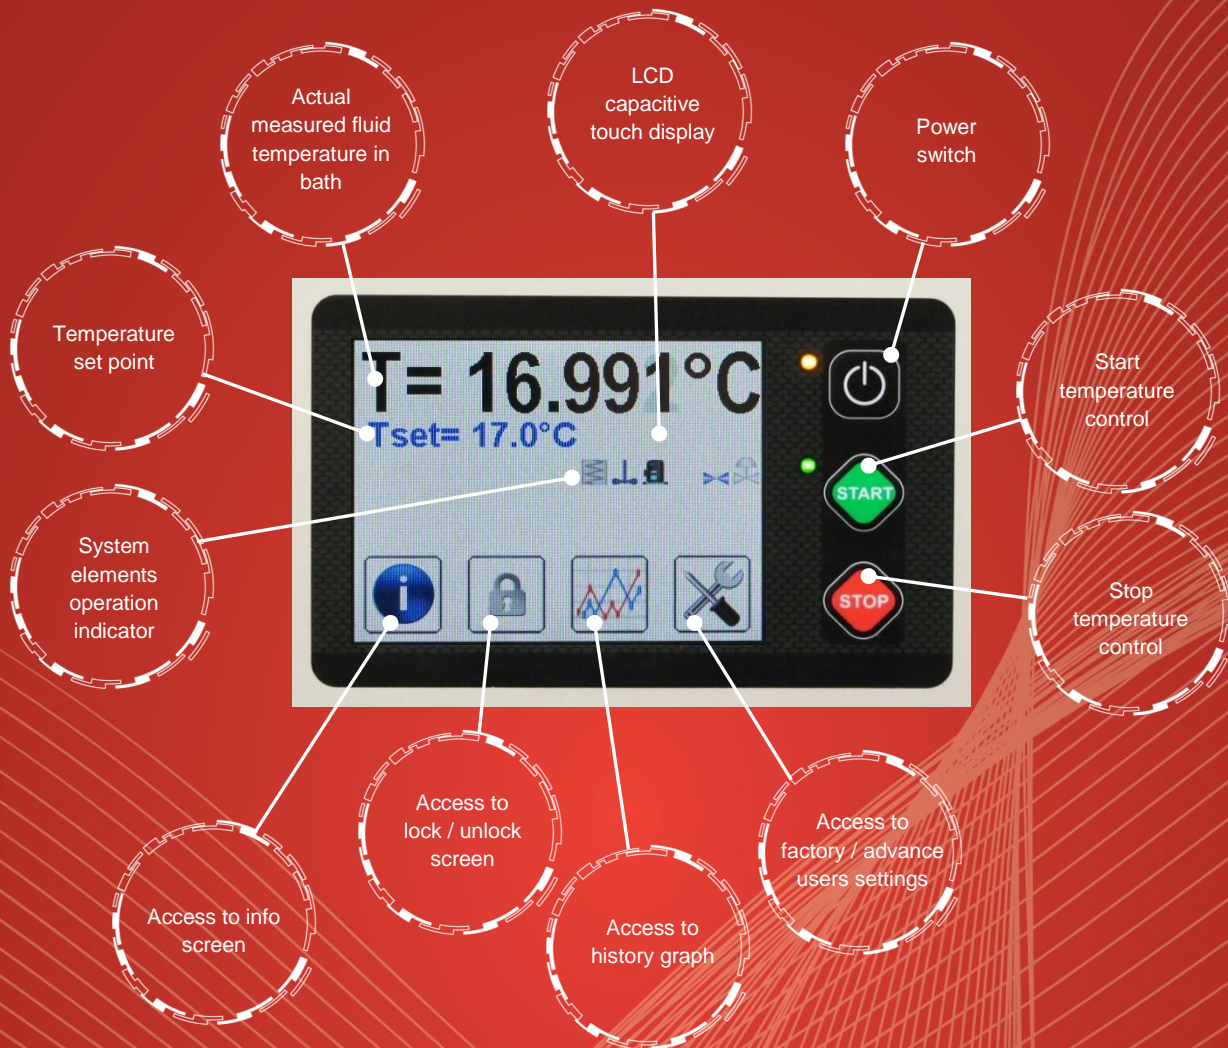 Actual
measured fluid
temperature in
bath
LCD
capacitive
touch display
Power
switch
Temperature
set point
T= 16.991°C
Tset= 17.0°C
Start
temperature
control
START
System
elements
operation
indicator
i
STOP
Stop
temperature
control
Access to
lock / unlock
screen
Access to
factory / advance
users settings
Access to info
screen
Access to
history graph